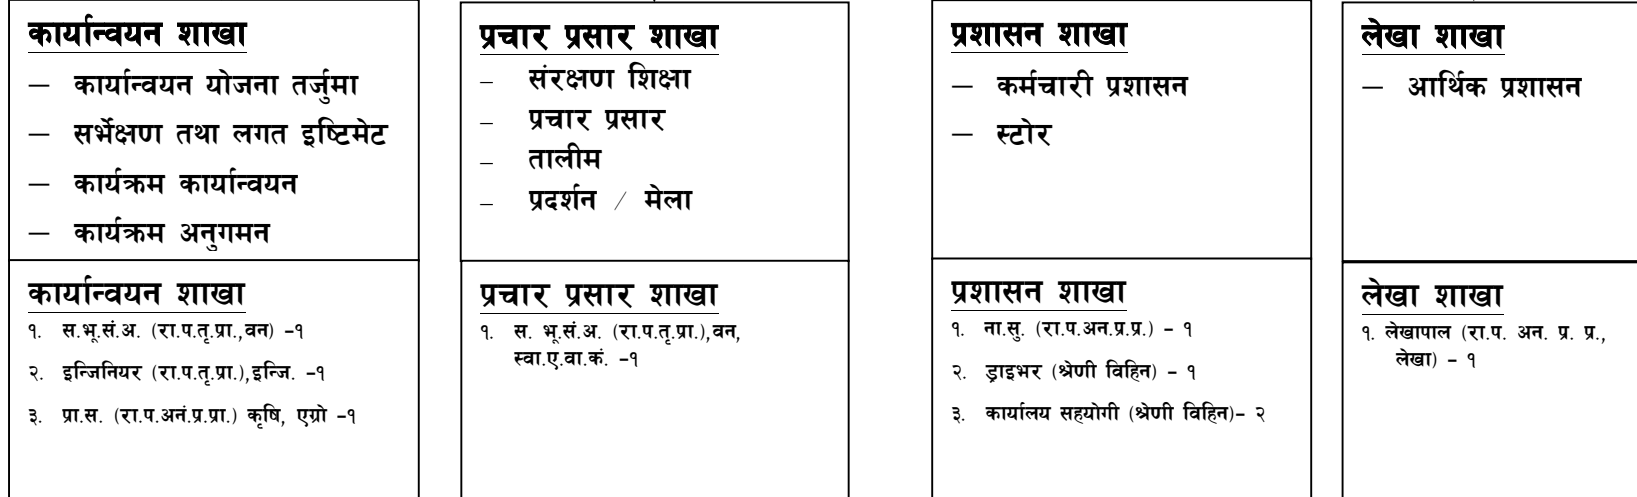 कार्यान्वयन शाखा
– कार्यान्वयन योजना तर्जुमा
– सर्भेक्षण तथा लगत इष्टिमेट
– कार्यक्रम कार्यान्वयन
– कार्यक्रम अनुगमन
प्रचार प्रसार शाखा
– संरक्षण शिक्षा
– प्रचार प्रसार
– तालीम
– प्रदर्शन / मेला
प्रशासन शाखा
– कर्मचारी प्रशासन
– स्टोर
लेखा शाखा
– आर्थिक प्रशासन
कार्यान्वयन शाखा
१. स.भू.सं.अ. (रा.प.तृ.प्रा.,वन) –१
२. इन्जिनियर (रा.प.तृ.प्रा.),इन्जि. –१
३. प्रा.स. (रा.प.अनं.प्र.प्रा.) कृषि, एग्रो –१
प्रचार प्रसार शाखा
१. स. भू.सं.अ. (रा.प.तृ.प्रा.),वन,
स्वा.ए.वा.कं. –१
प्रशासन शाखा
१. ना.सु. (रा.प.अन.प्र.प्र.) – १
२. ड्राइभर (श्रेणी विहिन) – १
३. कार्यालय सहयोगी (श्रेणी विहिन)– २
लेखा शाखा
१. लेखापाल (रा.प. अन. प्र. प्र.,
लेखा) – १